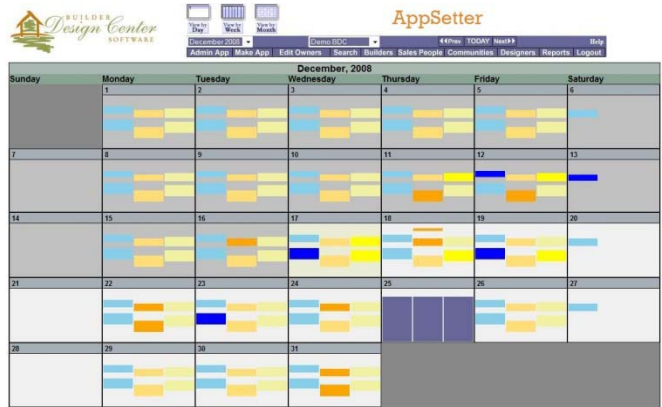 BUILDER
Design Center
SOFTWARE
View by Day
View by Week
View by Month
AppSetter
December 2008
Demo BDC
Prev TODAY Next
Help
Admin App Make App Edit Owners Search Builders Sales People Communities Designers Reports Logout
December, 2008
Sunday Monday Tuesday Wednesday Thursday Friday Saturday
1 2 3 4 5 6
7 8 9 10 11 12 13
14 15 16 17 18 19 20
21 22 23 24 25 26 27
28 29 30 31